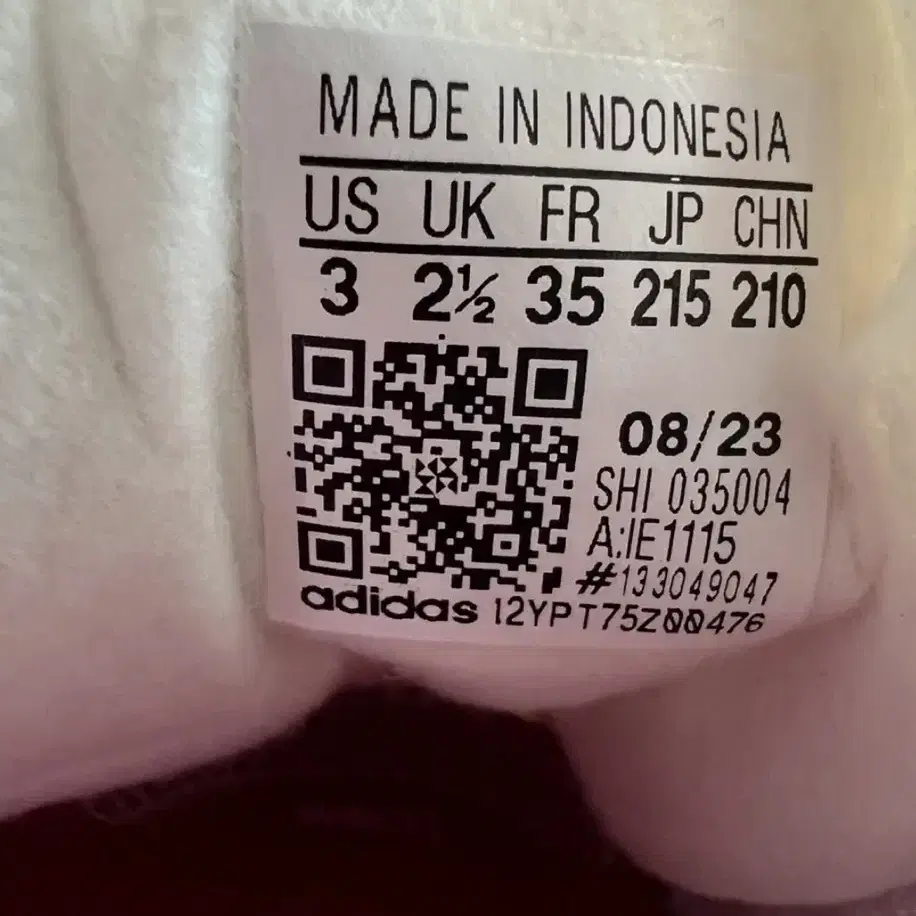 MADE IN INDONESIA
US UK FR JP CHN
3 2½ 35 215 210
08/23
SHI 035004
A:IE1115
#133049047
adidas 12YPT75Z00476